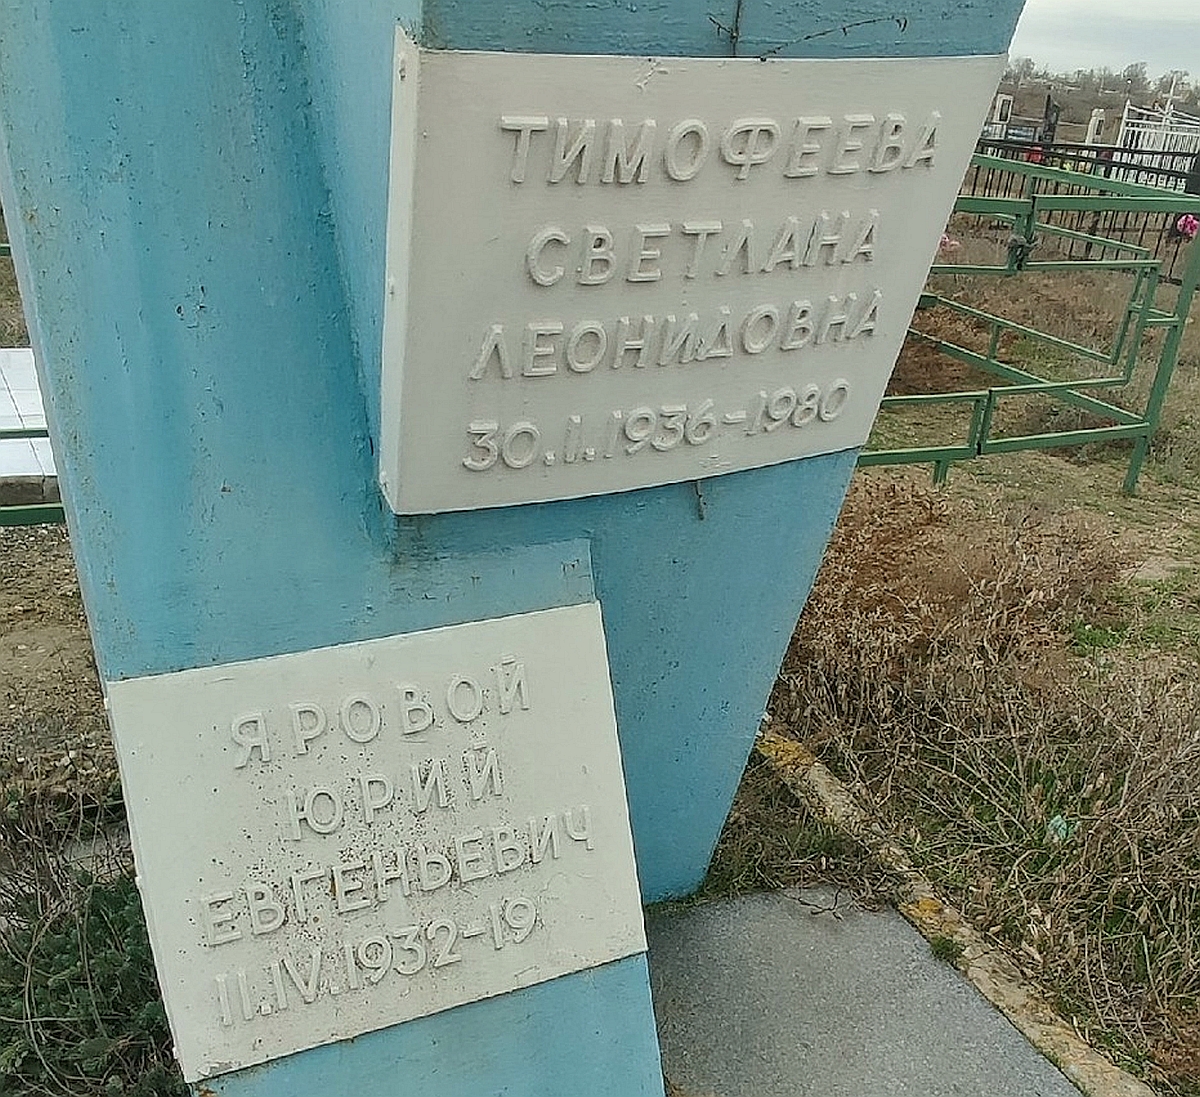 ТИМОФЕЕВА
СВЕТЛАНА
ЛЕОНИДОВНА
30.I.1936-1980
ЯРОВОЙ
ЮРИЙ
ЕВГЕНЬЕВИЧ
II.IV.1932-19